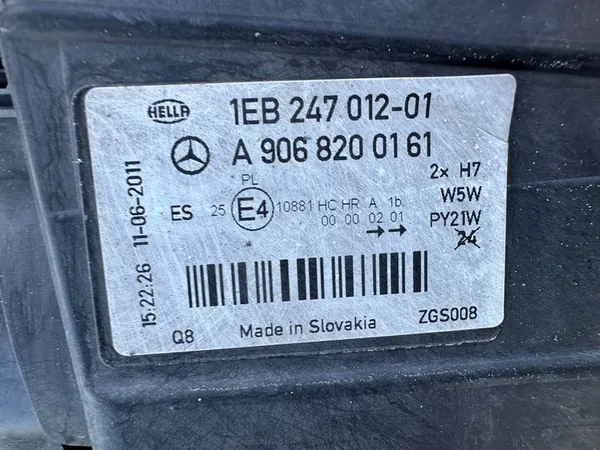 HELLA
1EB 247 012-01
A 906 820 01 61
2x H7
PL
W5W
ES 25 E4 10881 HC HR A 1b.
00 00 02 01
PY21W
24
15:22:26 11-06-2011
Q8 Made in Slovakia ZGS008